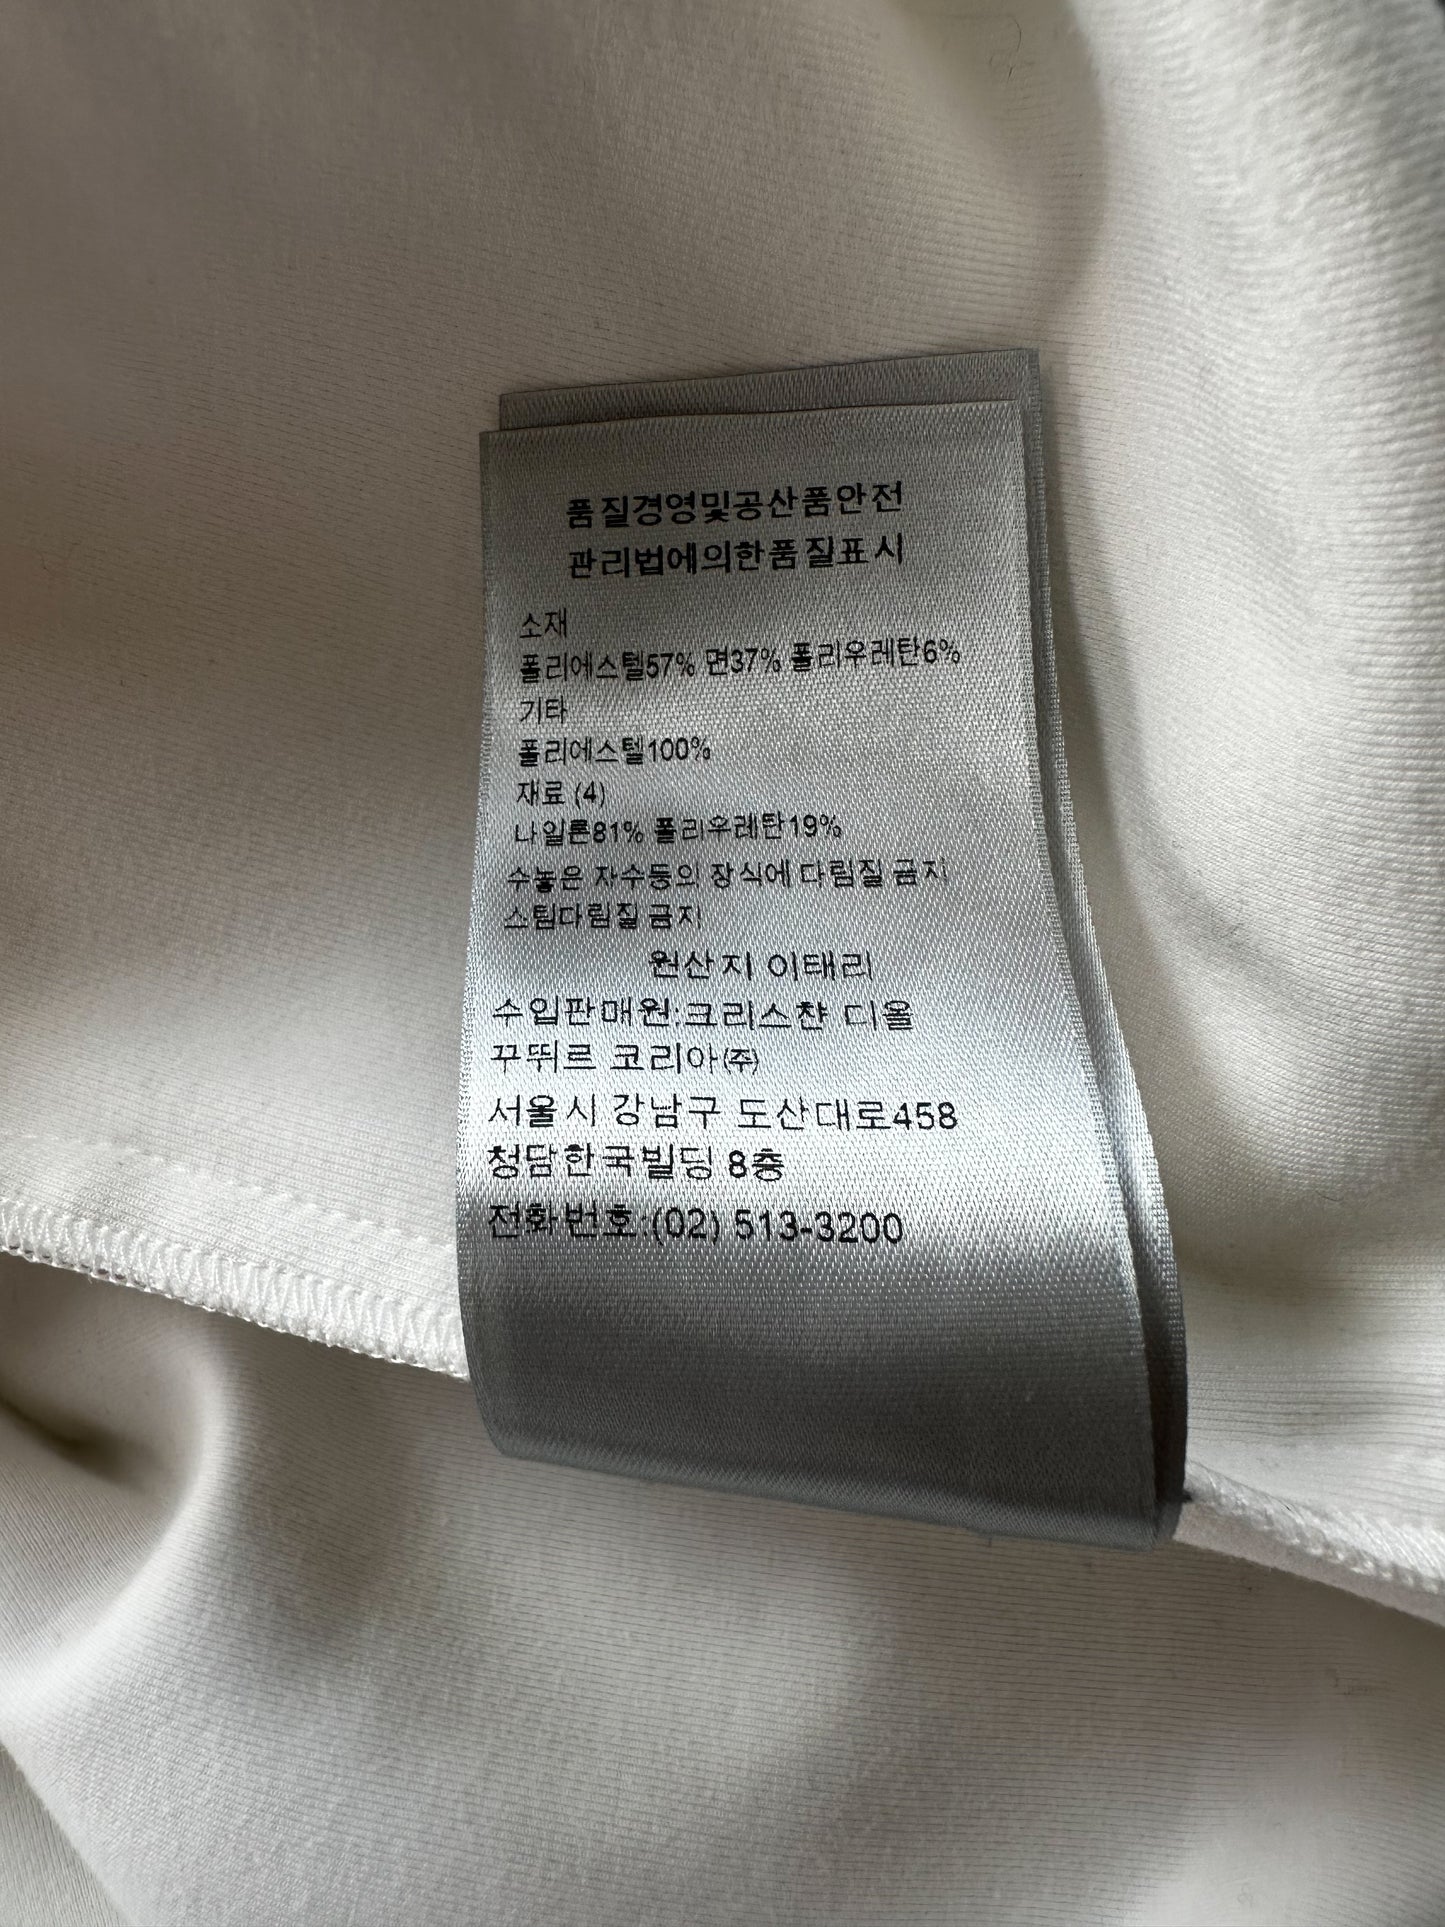 품질경영및공산품안전
관리법에의한품질표시
소재
폴리에스텔57% 면37% 폴리우레탄6%
기타
폴리에스텔100%
재료 (4)
나일론81% 폴리우레탄19%
수놓은 자수등의 장식에 다림질 금지
스팀다림질 금지
원산지 이태리
수입판매원:크리스챤 디올
꾸뛰르 코리아(주)
서울시 강남구 도산대로458
청담한국빌딩 8층
전화번호:(02) 513-3200